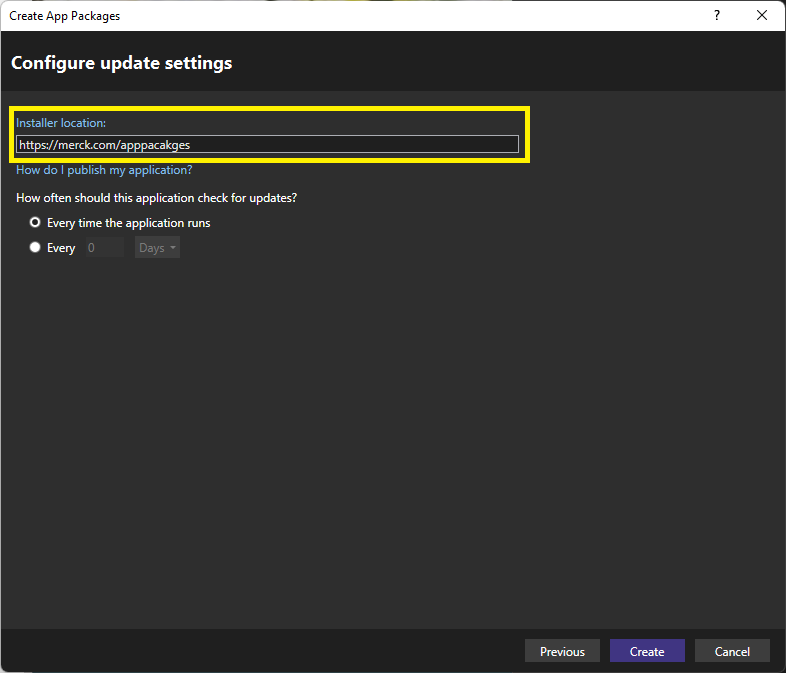 Create App Packages
?
Configure update settings
Installer location:
https://merck.com/apppacakges
How do I publish my application?
How often should this application check for updates?
Every time the application runs
Every 0 Days
Previous Create Cancel